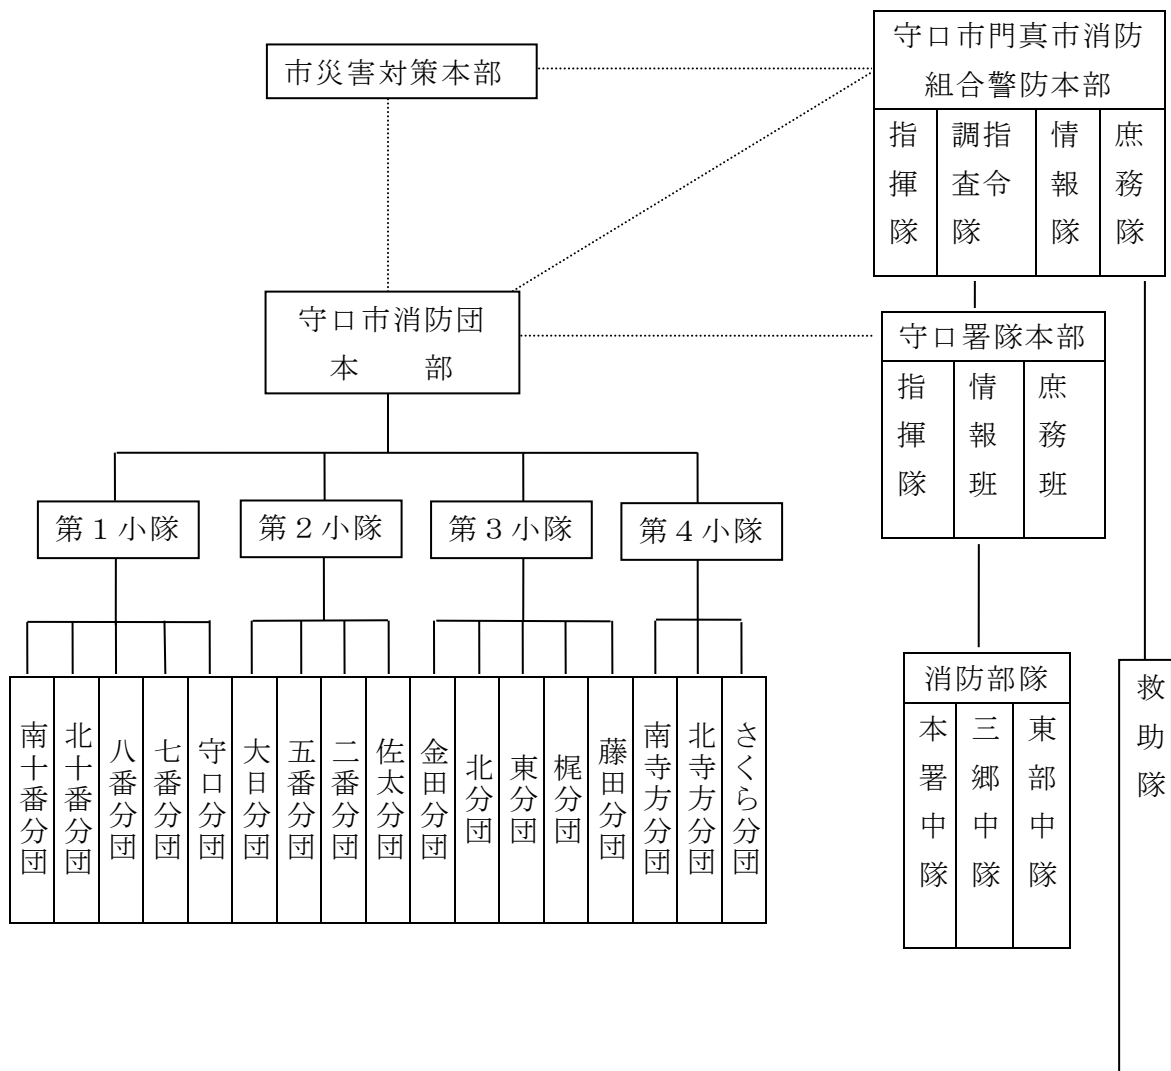 市災害対策本部
守口市門真市消防
組合警防本部
指揮隊
指令
調査隊
情報隊
庶務隊
守口市消防団
本　　部
守口署隊本部
指揮隊
情報班
庶務班
第１小隊
第２小隊
第３小隊
第４小隊
南十番分団
北十番分団
八番分団
七番分団
守口分団
大日分団
五番分団
二番分団
佐太分団
金田分団
北分団
東分団
梶分団
藤田分団
南寺方分団
北寺方分団
さくら分団
消防部隊
本署中隊
三郷中隊
東部中隊
救助隊